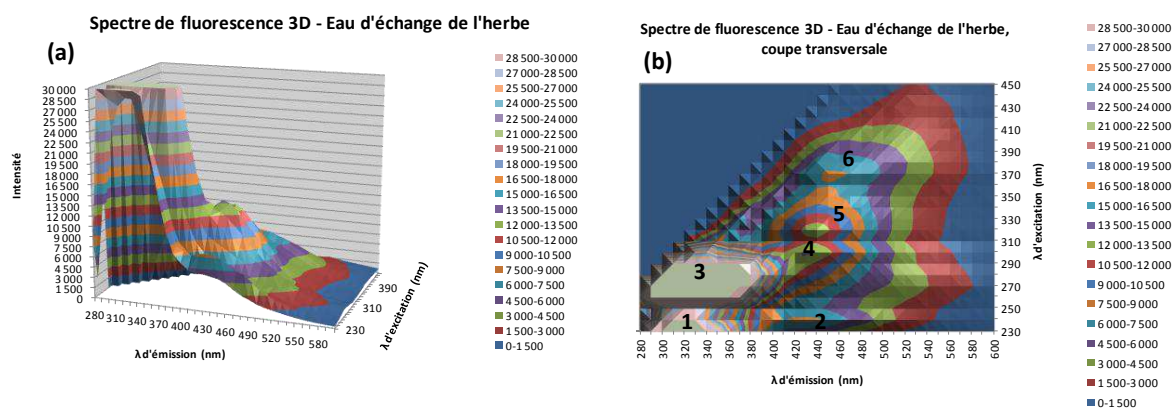 Spectre de fluorescence 3D - Eau d'échange de l'herbe
(a)
30 000
28 500
27 000
25 500
24 000
22 500
21 000
19 500
18 000
16 500
15 000
13 500
12 000
10 500
9 000
7 500
6 000
4 500
3 000
1 500
0
Intensité
280 310 340 370 400 430 460 490 520 550 580
λ d'émission (nm)
230
310
390
λ d'excitation (nm)
28 500-30 000
27 000-28 500
25 500-27 000
24 000-25 500
22 500-24 000
21 000-22 500
19 500-21 000
18 000-19 500
16 500-18 000
15 000-16 500
13 500-15 000
12 000-13 500
10 500-12 000
9 000-10 500
7 500-9 000
6 000-7 500
4 500-6 000
3 000-4 500
1 500-3 000
0-1 500
Spectre de fluorescence 3D - Eau d'échange de l'herbe,
coupe transversale
(b)
6
5
4
3
1
2
450
430
410
390
370
350
330
310
290
270
250
230
λ d'excitation (nm)
280 300 320 340 360 380 400 420 440 460 480 500 520 540 560 580 600
λ d'émission (nm)
28 500-30 000
27 000-28 500
25 500-27 000
24 000-25 500
22 500-24 000
21 000-22 500
19 500-21 000
18 000-19 500
16 500-18 000
15 000-16 500
13 500-15 000
12 000-13 500
10 500-12 000
9 000-10 500
7 500-9 000
6 000-7 500
4 500-6 000
3 000-4 500
1 500-3 000
0-1 500